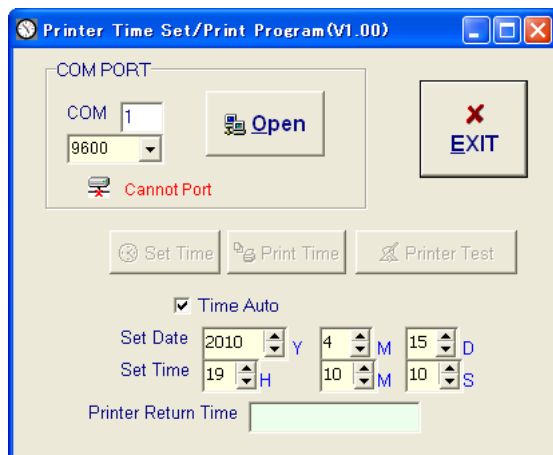 Printer Time Set/Print Program(V1.00)
COM PORT
COM 1
Open
EXIT
9600
Cannot Port
Set Time Print Time Printer Test
Time Auto
Set Date 2010 Y 4 M 15 D
Set Time 19 H 10 M 10 S
Printer Return Time